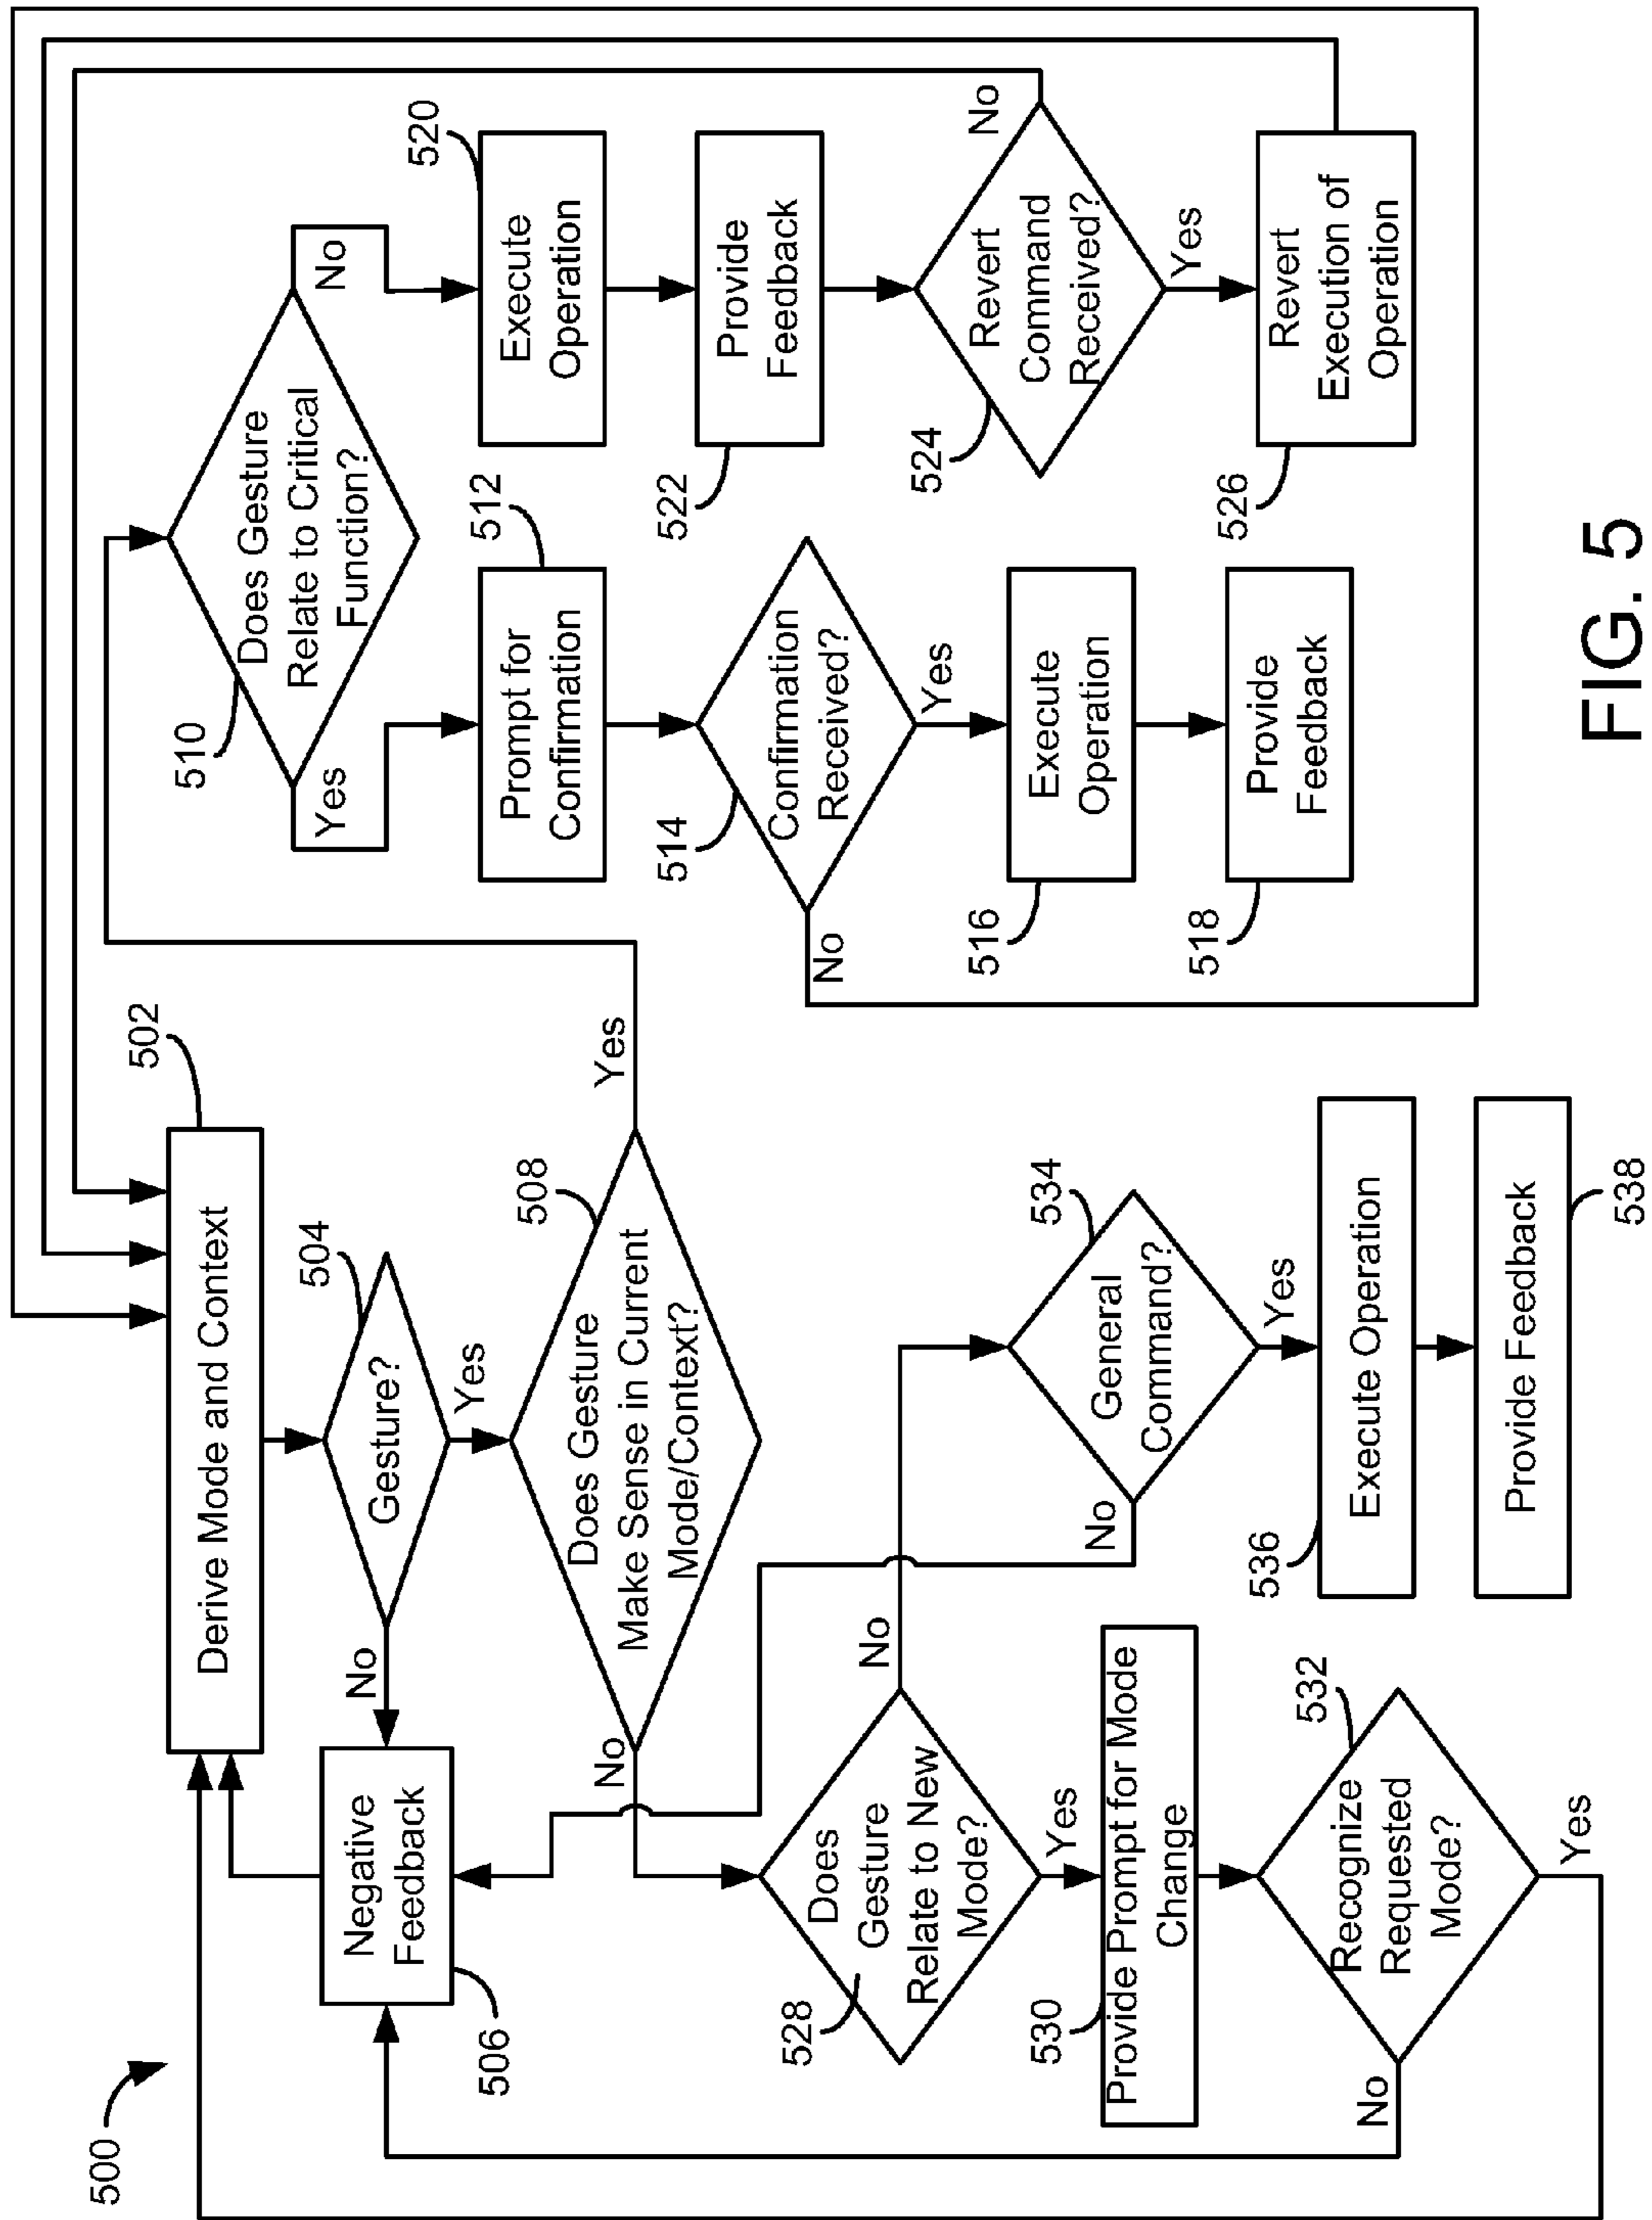 500
502
Derive Mode and Context
504
Gesture?
No
Yes
Negative
Feedback
506
508
Does Gesture
Make Sense in Current
Mode/Context?
No
Yes
510
Does Gesture
Relate to Critical
Function?
Yes
No
512
Prompt for
Confirmation
514
Confirmation
Received?
No
Yes
516
Execute
Operation
518
Provide
Feedback
520
Execute
Operation
522
Provide
Feedback
524
Revert
Command
Received?
No
Yes
526
Revert
Execution of
Operation
528
Does
Gesture
Relate to New
Mode?
No
Yes
530
Provide Prompt for Mode
Change
532
Recognize
Requested
Mode?
No
Yes
534
General
Command?
No
Yes
536
Execute Operation
Provide Feedback
538
FIG. 5